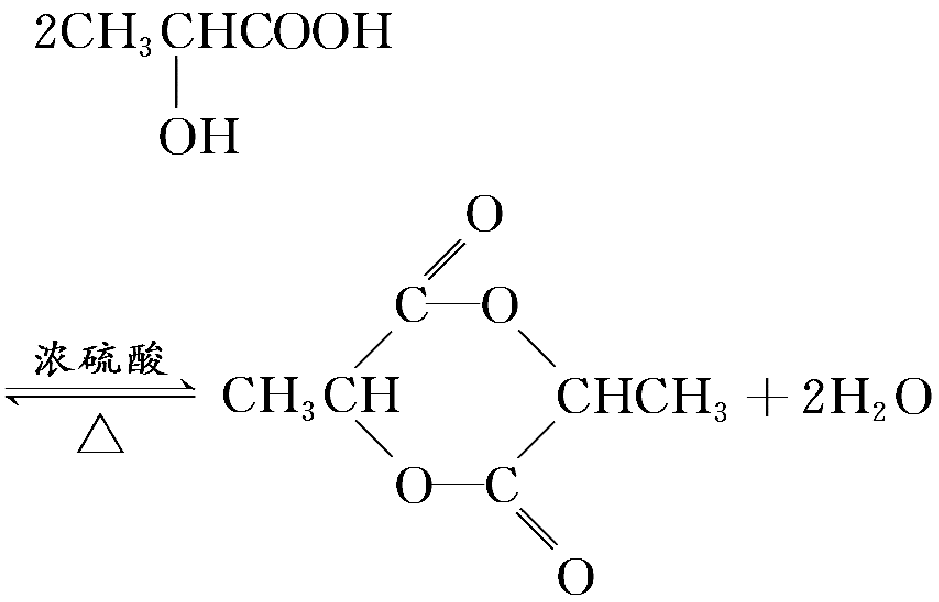 2CH₃CHCOOH
OH
O
C—O
浓硫酸
CH₃CH CHCH₃ + 2H₂O
△
O—C
O